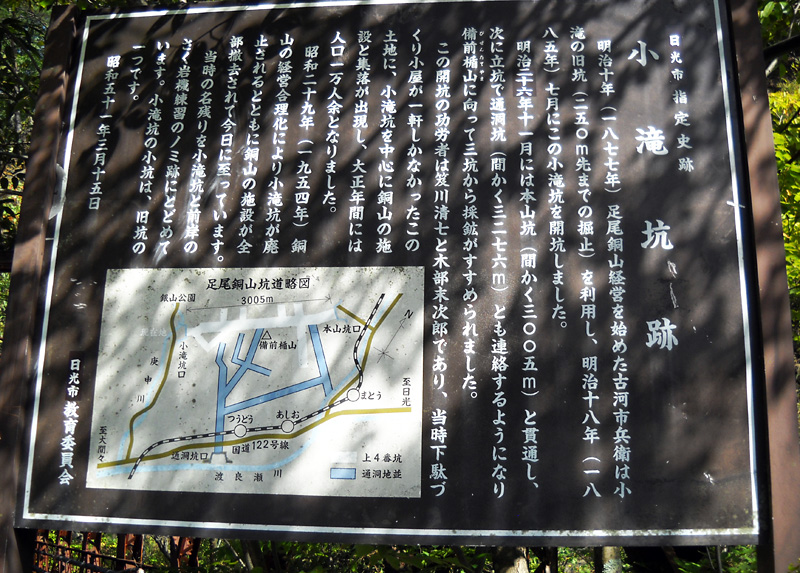 日光市 指定史跡
小滝坑跡
明治十年（一八七七年）足尾銅山経営を始めた古河市兵衛は小
滝の旧坑（二五〇ｍ先までの掘止）を利用し、明治十八年（一八
八五年）七月にこの小滝坑を開坑しました。
明治二六年十一月には本山坑（間かく三〇〇五ｍ）と貫通し、
次に立坑で通洞坑（間かく三二七六ｍ）とも連絡するようになり
備前楯山に向って三坑から採鉱がすすめられました。
びぜんたてやま
この開坑の功労者は笈川清七と木部末次郎であり、当時下駄づ
くり小屋が一軒しかなかったこの
土地に、小滝坑を中心に銅山の施
設と集落が出現し、大正年間には
人口一万人余となりました。
昭和二十九年（一九五四年）銅
山の経営合理化により小滝坑が廃
止されるとともに銅山の施設が全
部撤去されて今日に至っています。
当時の名残りを小滝坑と前岸の
さく岩機練習のノミ跡にとどめて
います。小滝坑の小坑は、旧坑の
一つです。
昭和五十一年三月十五日
日光市教育委員会
足尾銅山坑道略図
銀山公園
3005m
本山坑口
小滝坑口
備前楯山
N
庚申川
至日光
まとう
あしお
つうどう
国道122号線
至大間々
通洞坑口
渡良瀬川
上4番坑
通洞地並